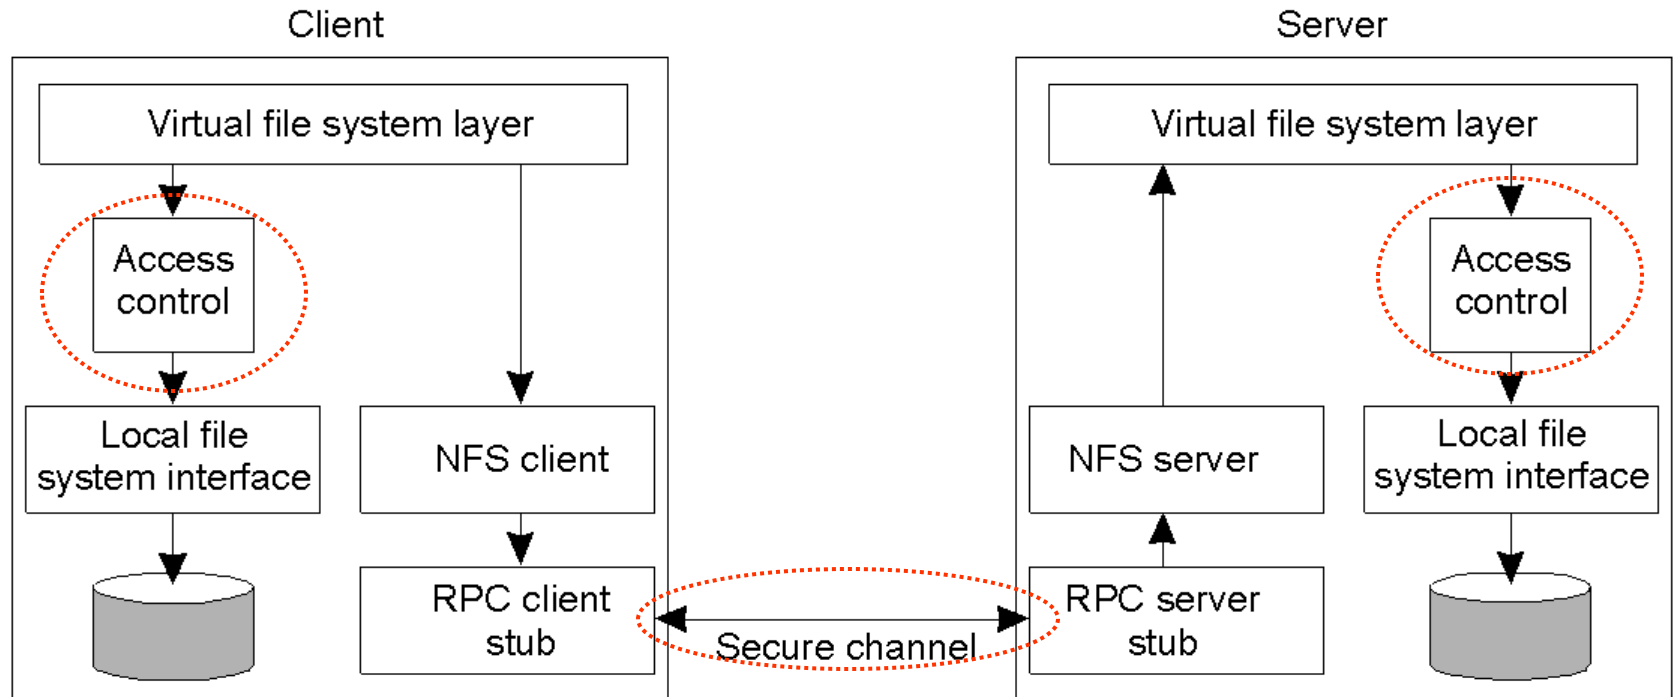 Client
Server
Virtual file system layer
Virtual file system layer
Access
control
Access
control
Local file
system interface
NFS client
NFS server
Local file
system interface
RPC client
stub
Secure channel
RPC server
stub